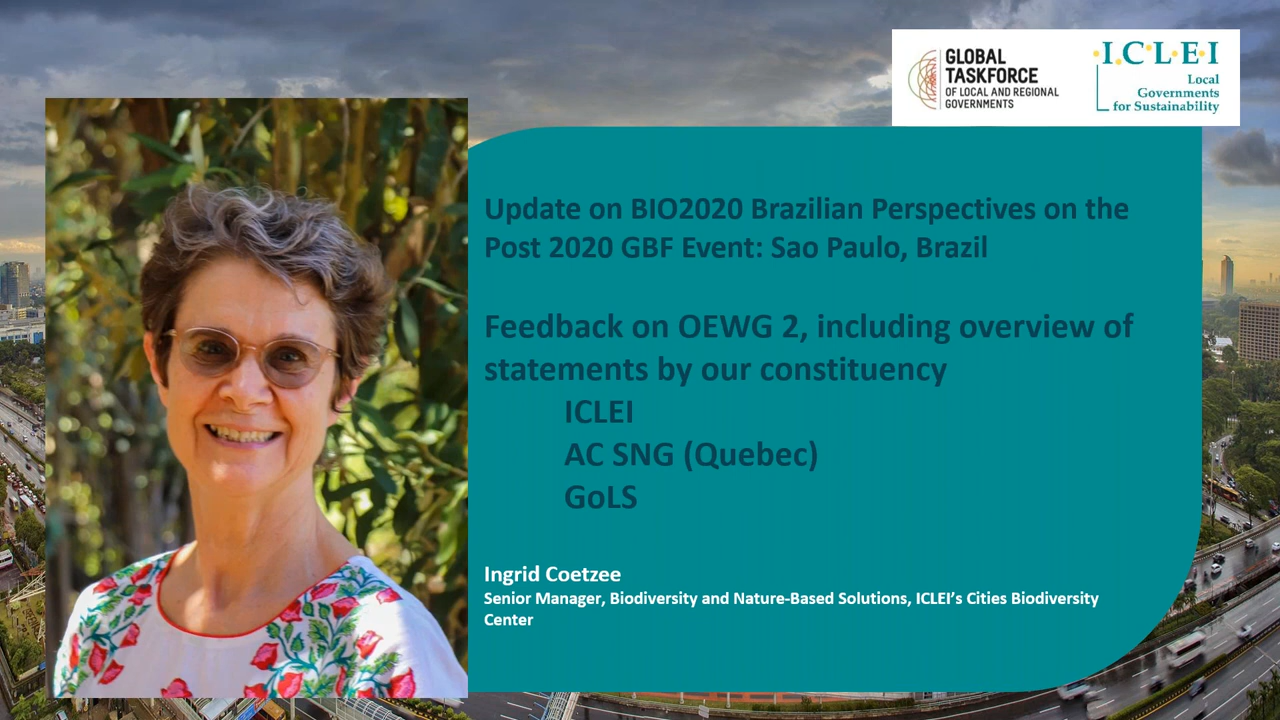 GLOBAL
TASKFORCE
OF LOCAL AND REGIONAL
GOVERNMENTS
I.C.L.E.I
Local
Governments
for Sustainability
Update on BIO2020 Brazilian Perspectives on the
Post 2020 GBF Event: Sao Paulo, Brazil
Feedback on OEWG 2, including overview of
statements by our constituency
ICLEI
AC SNG (Quebec)
GoLS
Ingrid Coetzee
Senior Manager, Biodiversity and Nature-Based Solutions, ICLEI’s Cities Biodiversity
Center